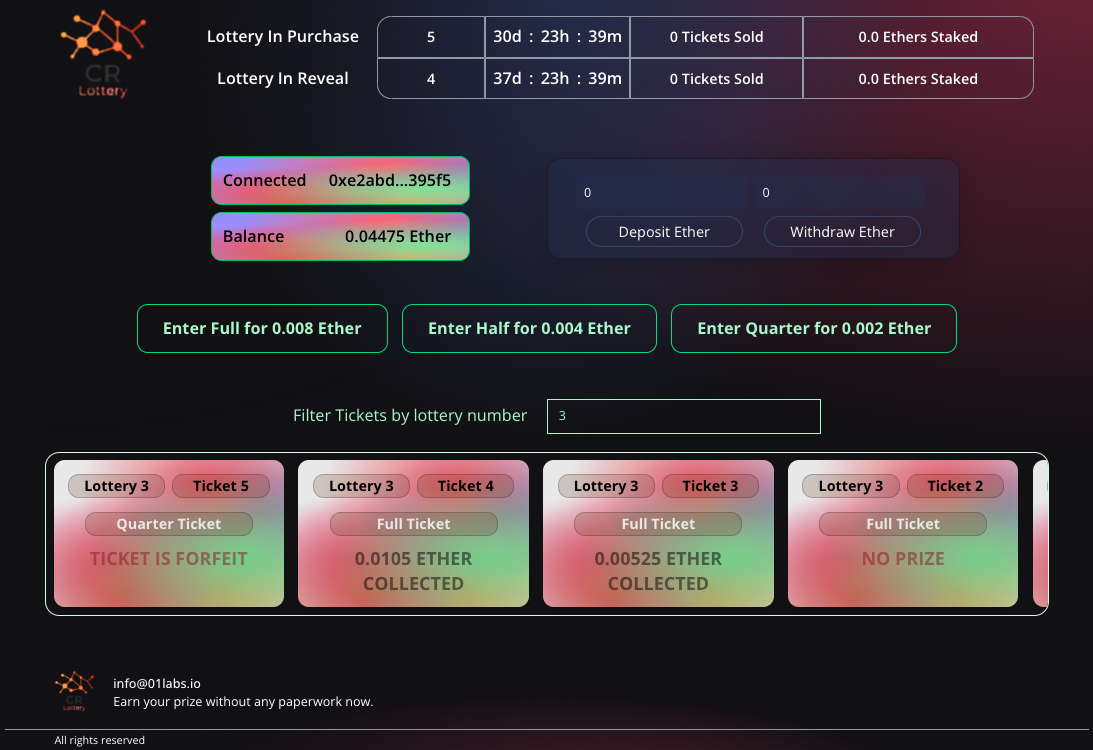 CR
Lottery
Lottery In Purchase 5 30d : 23h : 39m 0 Tickets Sold 0.0 Ethers Staked
Lottery In Reveal 4 37d : 23h : 39m 0 Tickets Sold 0.0 Ethers Staked
Connected 0xe2abd...395f5
Balance 0.04475 Ether
0 0
Deposit Ether Withdraw Ether
Enter Full for 0.008 Ether Enter Half for 0.004 Ether Enter Quarter for 0.002 Ether
Filter Tickets by lottery number 3
Lottery 3 Ticket 5 Lottery 3 Ticket 4 Lottery 3 Ticket 3 Lottery 3 Ticket 2
Quarter Ticket Full Ticket Full Ticket Full Ticket
TICKET IS FORFEIT 0.0105 ETHER 0.00525 ETHER NO PRIZE
COLLECTED COLLECTED
CR
Lottery
info@01labs.io
Earn your prize without any paperwork now.
All rights reserved